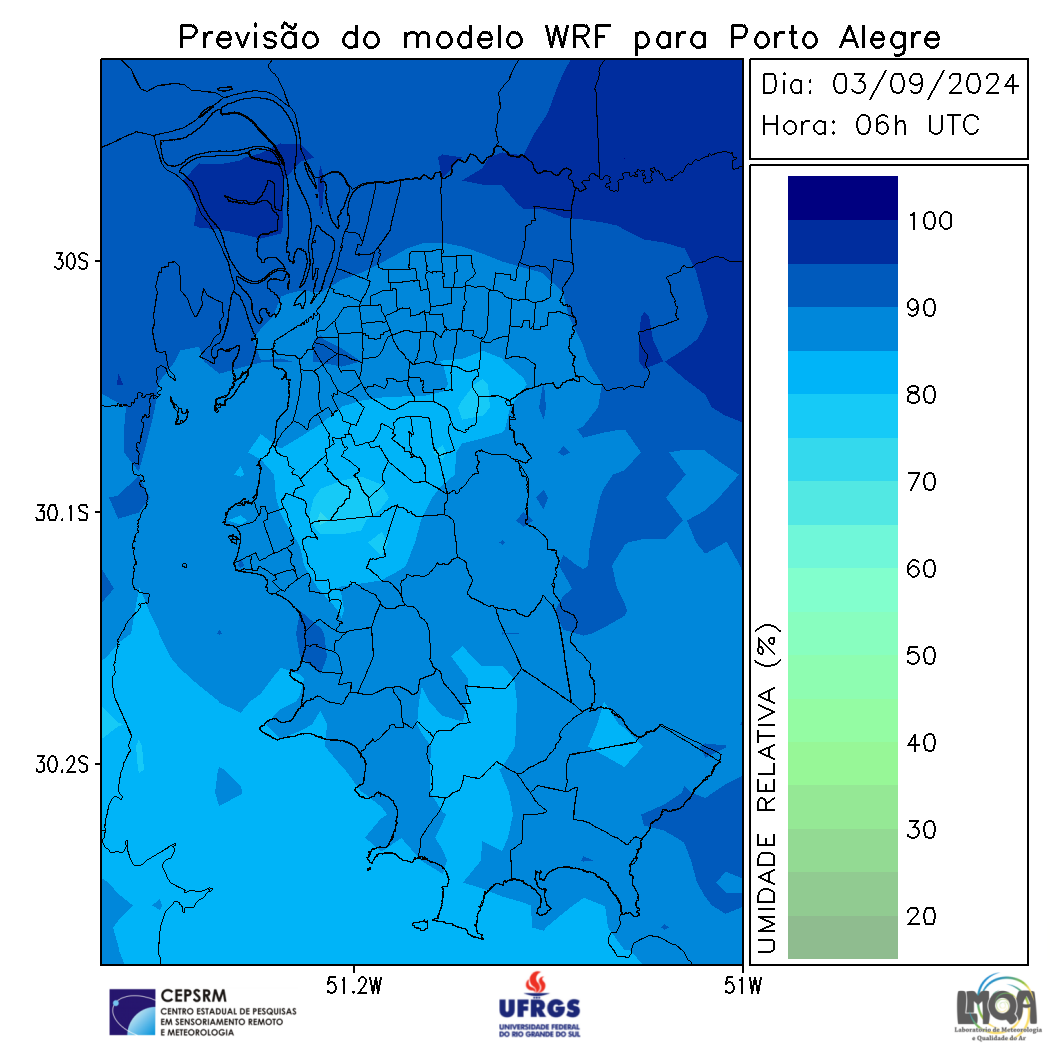 Previsão do modelo WRF para Porto Alegre
Dia: 03/09/2024
Hora: 06h UTC
30S
30.1S
30.2S
51.2W
51W
UMIDADE RELATIVA (%)
100
90
80
70
60
50
40
30
20
CEPSRM
CENTRO ESTADUAL DE PESQUISAS
EM SENSORIAMENTO REMOTO
E METEOROLOGIA
UFRGS
UNIVERSIDADE FEDERAL
DO RIO GRANDE DO SUL
LMQA
Laboratório de Meteorologia
e Qualidade do Ar